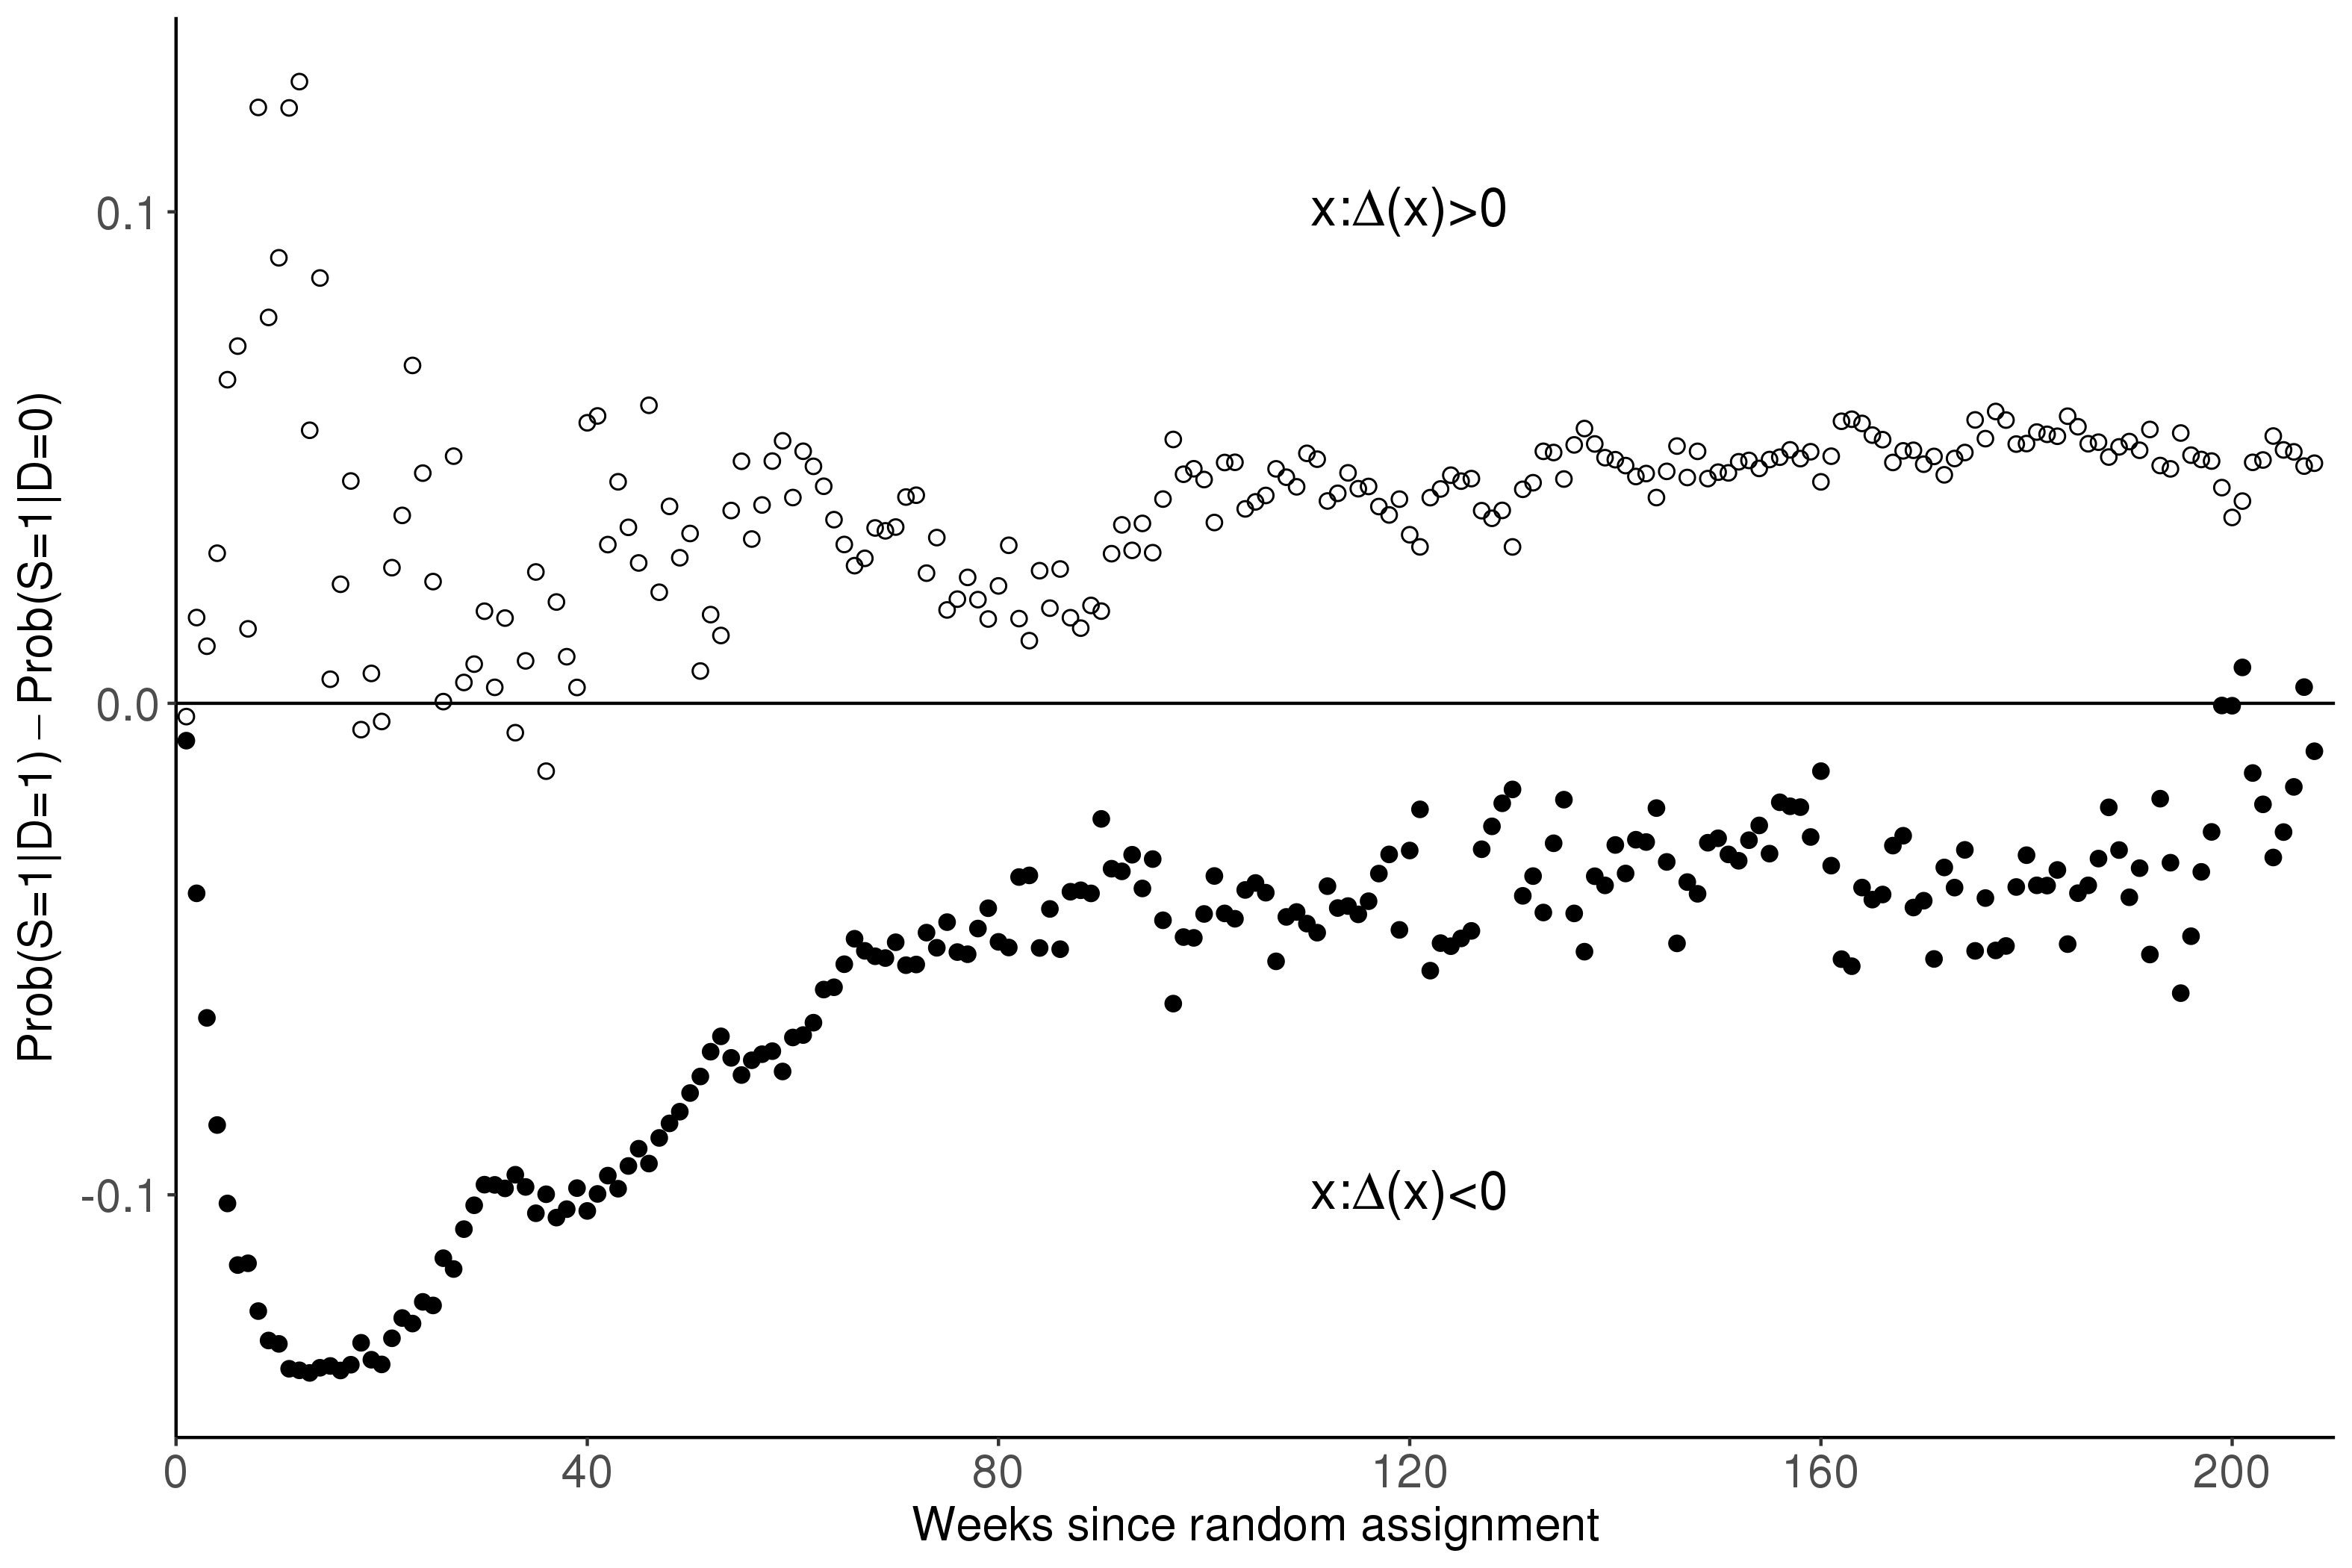 Prob(S=1|D=1) – Prob(S=1|D=0)
0.1
0.0
-0.1
x:Δ(x)>0
x:Δ(x)<0
0 40 80 120 160 200
Weeks since random assignment